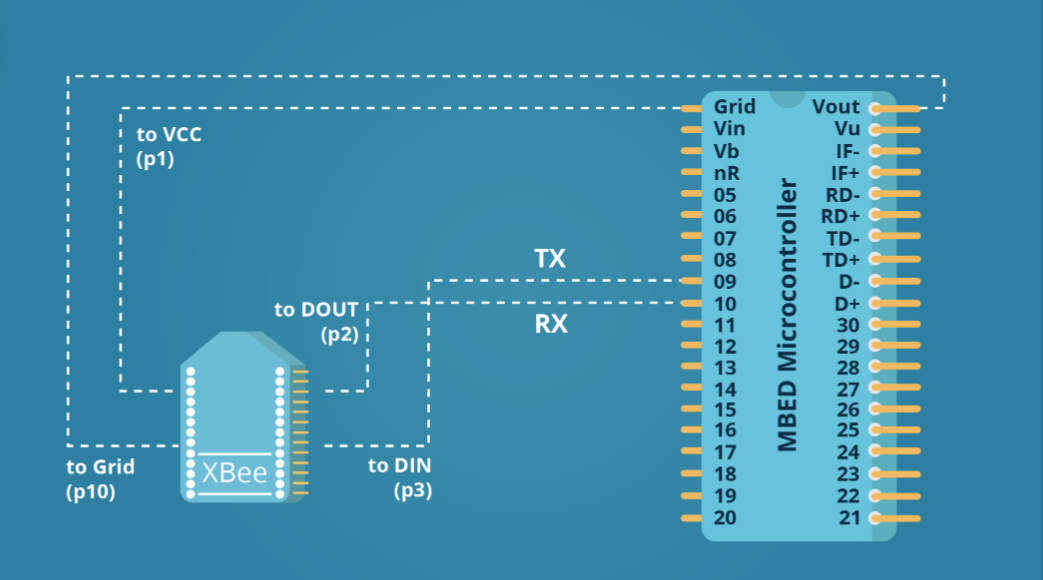 to VCC
(p1)
to DOUT
(p2)
TX
RX
to Grid
(p10)
XBee
to DIN
(p3)
MBED Microcontroller
Grid Vout
Vin Vu
Vb IF-
nR IF+
05 RD-
06 RD+
07 TD-
08 TD+
09 D-
10 D+
11 30
12 29
13 28
14 27
15 26
16 25
17 24
18 23
19 22
20 21